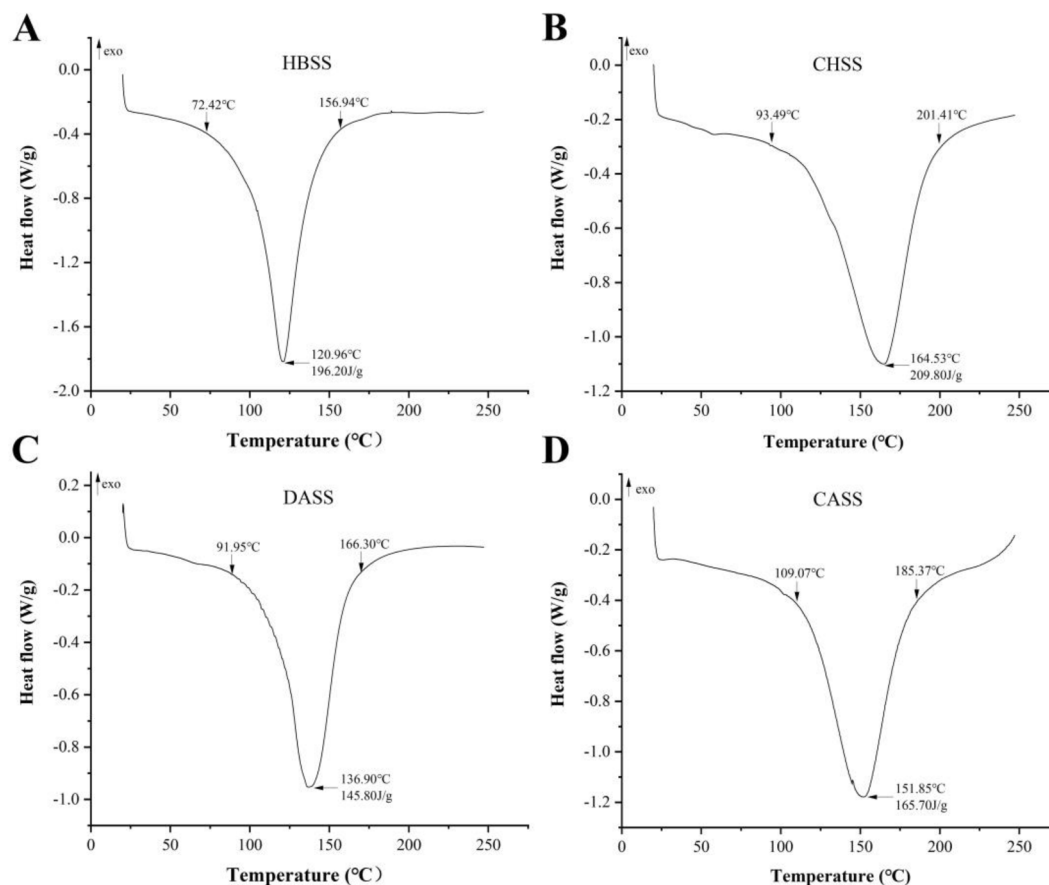 A
exo
HBSS
72.42℃
156.94℃
0.0
-0.4
-0.8
-1.2
-1.6
-2.0
Heat flow (W/g)
120.96℃
196.20J/g
0
50
100
150
200
250
Temperature (℃）
B
exo
CHSS
93.49℃
201.41℃
0.0
-0.2
-0.4
-0.6
-0.8
-1.0
-1.2
Heat flow (W/g)
164.53℃
209.80J/g
0
50
100
150
200
250
Temperature (℃)
C
exo
DASS
91.95℃
166.30℃
0.2
0.0
-0.2
-0.4
-0.6
-0.8
-1.0
Heat flow (W/g)
136.90℃
145.80J/g
0
50
100
150
200
250
Temperature (℃）
D
exo
CASS
109.07℃
185.37℃
0.0
-0.2
-0.4
-0.6
-0.8
-1.0
-1.2
Heat flow (W/g)
151.85℃
165.70J/g
0
50
100
150
200
250
Temperature (℃)